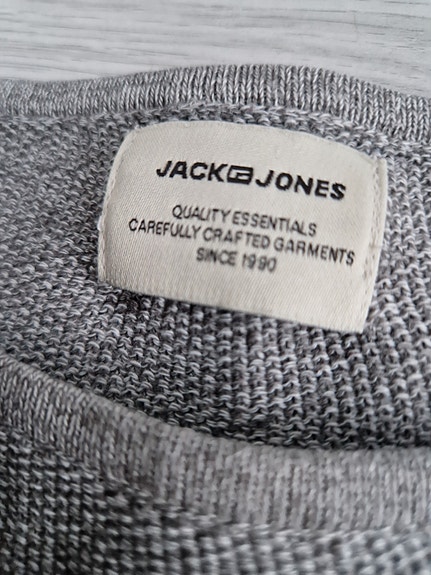 JACK & JONES
QUALITY ESSENTIALS
CAREFULLY CRAFTED GARMENTS
SINCE 1990